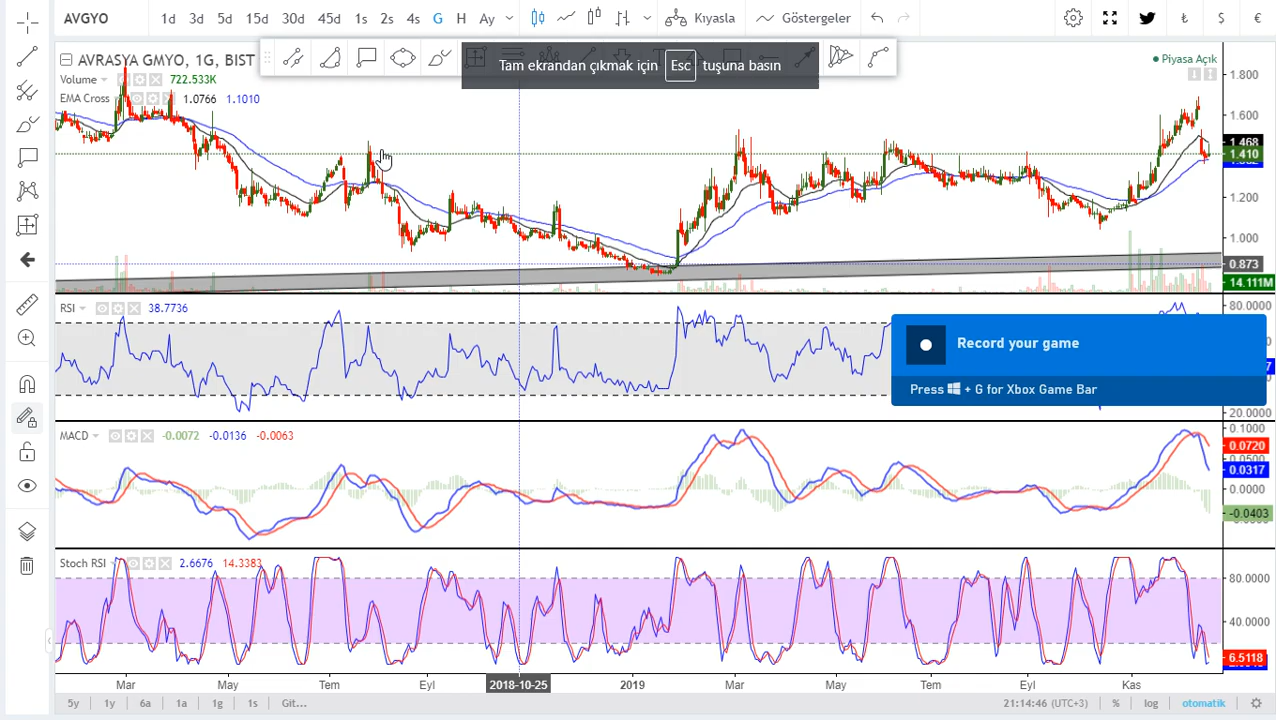 AVGYO 1d 3d 5d 15d 30d 45d 1s 2s 4s G H Ay Kıyasla Göstergeler ₺ $ €
AVRASYA GMYO, 1G, BIST
Tam ekrandan çıkmak için Esc tuşuna basın
Piyasa Açık
Volume 722.533K
EMA Cross 1.0766 1.1010
1.800
1.600
1.468
1.410
1.200
1.000
0.873
14.111M
RSI 38.7736
80.0000
20.0000
Record your game
Press + G for Xbox Game Bar
MACD -0.0072 -0.0136 -0.0063
0.1000
0.0720
0.0317
0.0000
-0.0403
Stoch RSI 2.6676 14.3383
80.0000
40.0000
6.5118
Mar May Tem Eyl 2018-10-25 2019 Mar May Tem Eyl Kas
5y 1y 6a 1a 1g 1s Git... 21:14:46 (UTC+3) % log otomatik